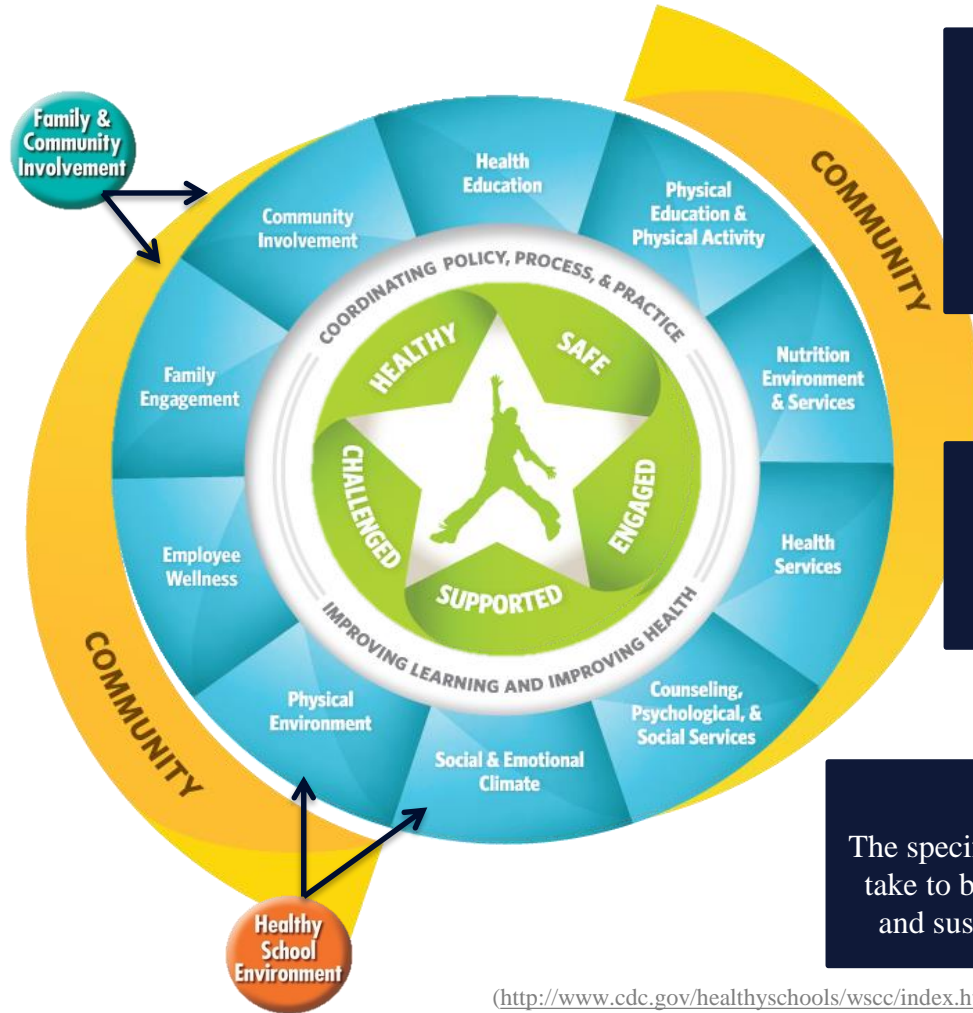 Family &
Community
Involvement
Health
Education
Physical
Education &
Physical Activity
COMMUNITY
Community
Involvement
COORDINATING POLICY, PROCESS, & PRACTICE
HEALTHY
SAFE
Nutrition
Environment
& Services
Family
Engagement
CHALLENGED
ENGAGED
Health
Services
Employee
Wellness
SUPPORTED
IMPROVING LEARNING AND IMPROVING HEALTH
COMMUNITY
Physical
Environment
Counseling,
Psychological, &
Social Services
Social & Emotional
Climate
The speci
take to b
and sus
Healthy
School
Environment
(http://www.cdc.gov/healthyschools/wscc/index.h